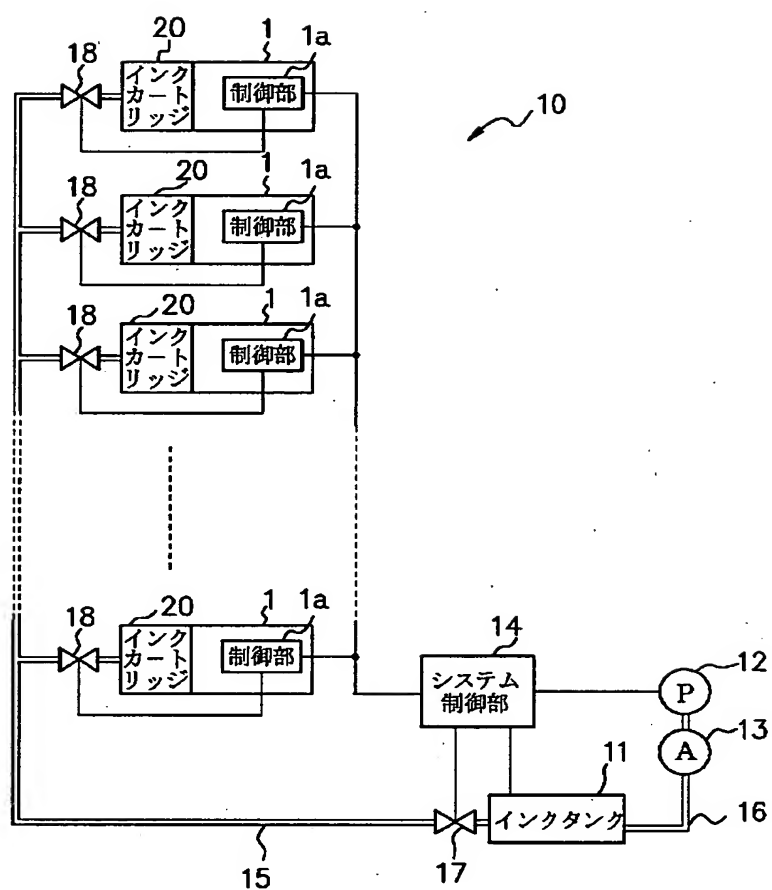 20
1
1a
18
インク
カート
リッジ
制御部
10
20
1
1a
18
インク
カート
リッジ
制御部
20
1
1a
18
インク
カート
リッジ
制御部
20
1
1a
18
インク
カート
リッジ
制御部
14
システム
制御部
12
P
13
A
11
インクタンク
16
17
15